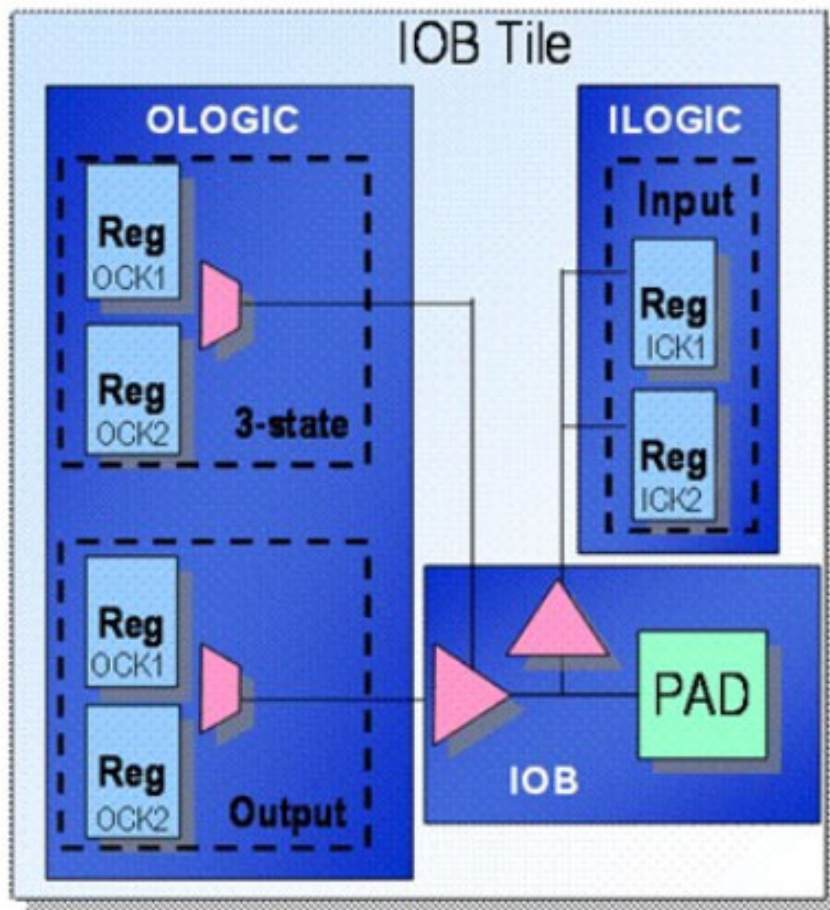 IOB Tile
OLOGIC
Reg
OCK1
Reg
OCK2
3-state
Reg
OCK1
Reg
OCK2
Output
ILOGIC
Input
Reg
ICK1
Reg
ICK2
PAD
IOB